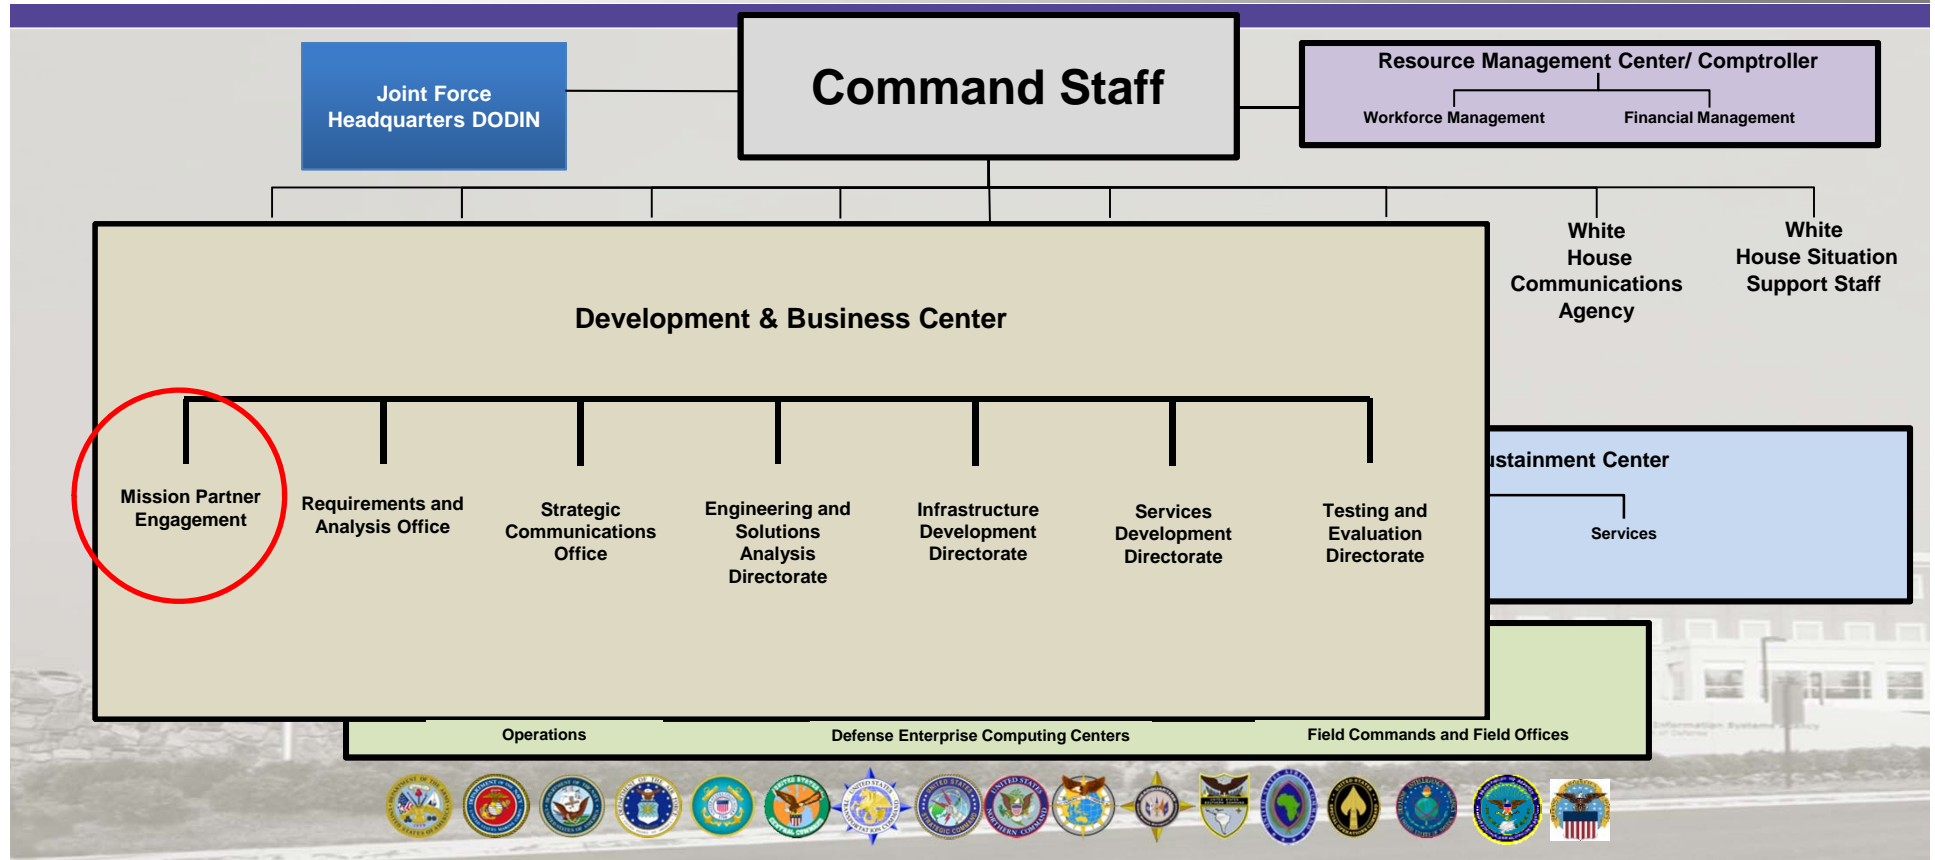 Command Staff
Joint Force
Headquarters DODIN
Resource Management Center/ Comptroller
Workforce Management
Financial Management
White
House
Communications
Agency
White
House Situation
Support Staff
Development & Business Center
Mission Partner
Engagement
Requirements and
Analysis Office
Strategic
Communications
Office
Engineering and
Solutions
Analysis
Directorate
Infrastructure
Development
Directorate
Services
Development
Directorate
Testing and
Evaluation
Directorate
ustainment Center
Services
Operations
Defense Enterprise Computing Centers
Field Commands and Field Offices